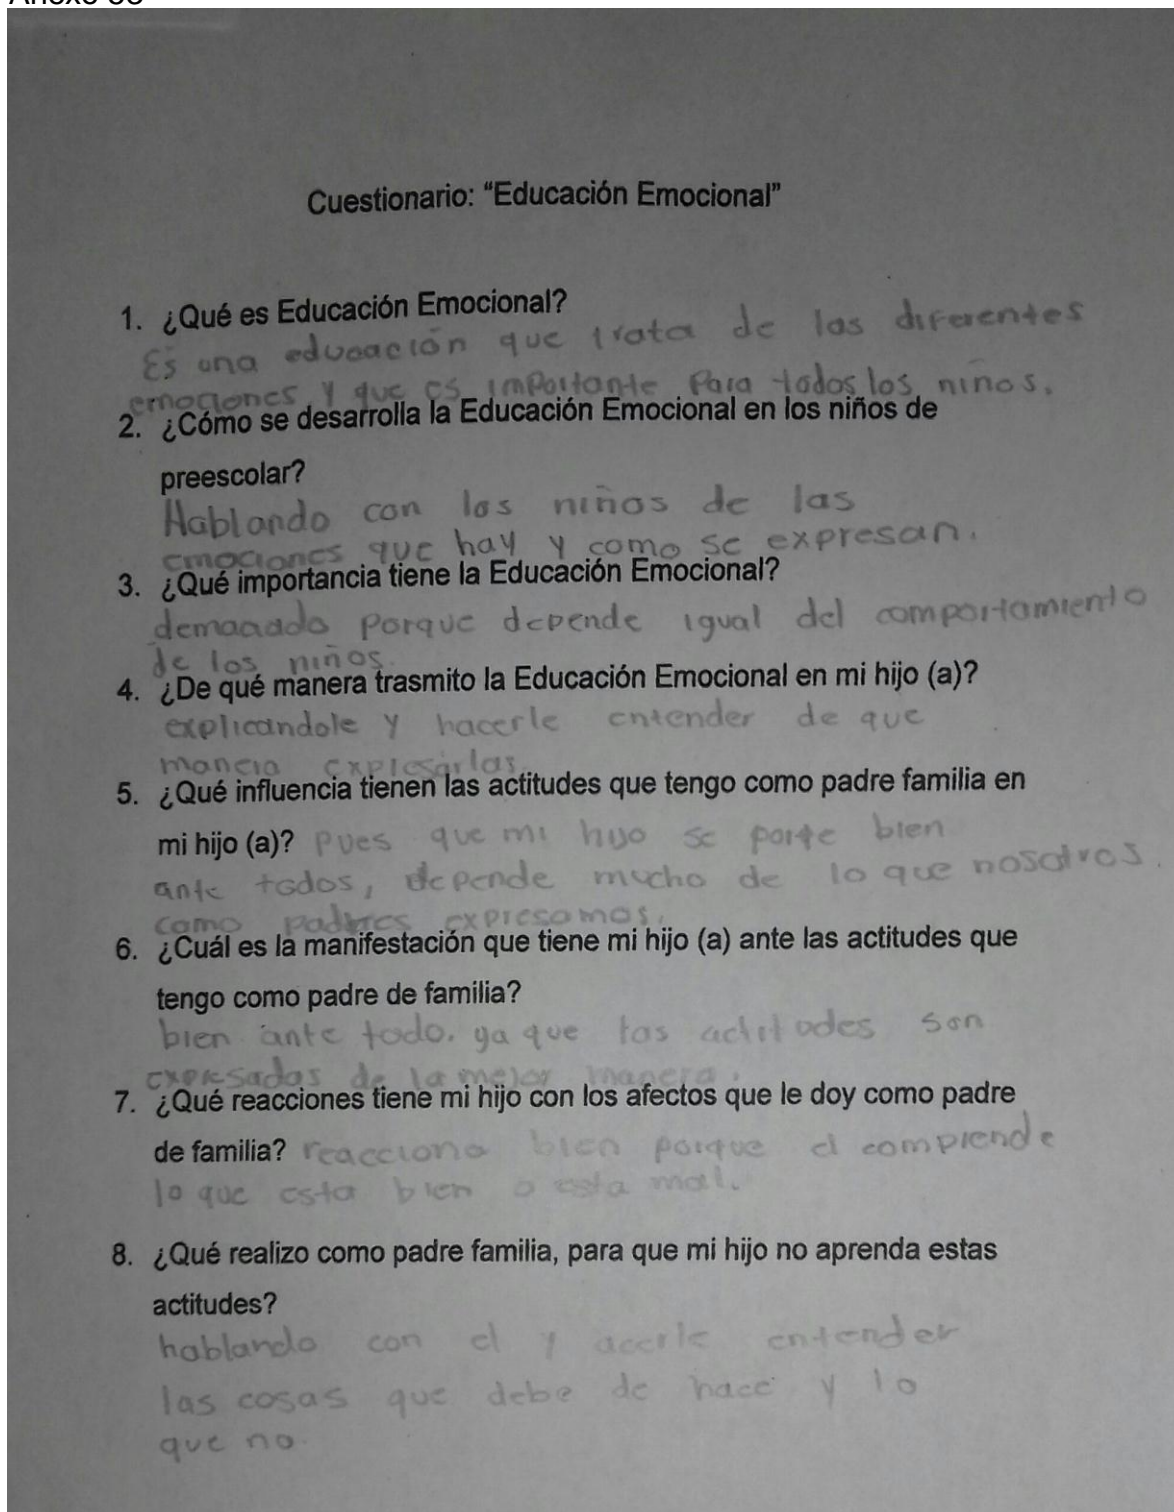 Cuestionario: “Educación Emocional”
1. ¿Qué es Educación Emocional?
Es una educación que trata de las diferentes
emociones y que es importante para todos los niños.
2. ¿Cómo se desarrolla la Educación Emocional en los niños de
preescolar?
Hablando con los niños de las
emociones que hay y como se expresan.
3. ¿Qué importancia tiene la Educación Emocional?
porque depende igual del comportamiento
de los niños.
4. ¿De qué manera trasmito la Educación Emocional en mi hijo (a)?
explicandole y hacerle entender de que
manera expresarlas.
5. ¿Qué influencia tienen las actitudes que tengo como padre familia en
mi hijo (a)? pues que mi hijo se porte bien
ante todos, depende mucho de lo que nosotros.
como padres expresamos.
6. ¿Cuál es la manifestación que tiene mi hijo (a) ante las actitudes que
tengo como padre de familia?
bien ante todo. ya que las actitudes son
expresadas de la mejor manera.
7. ¿Qué reacciones tiene mi hijo con los afectos que le doy como padre
de familia? reacciona bien porque el comprende
lo que esta bien o esta mal.
8. ¿Qué realizo como padre familia, para que mi hijo no aprenda estas
actitudes?
hablando con el y acerle entender
las cosas que debe de hace y lo
que no.